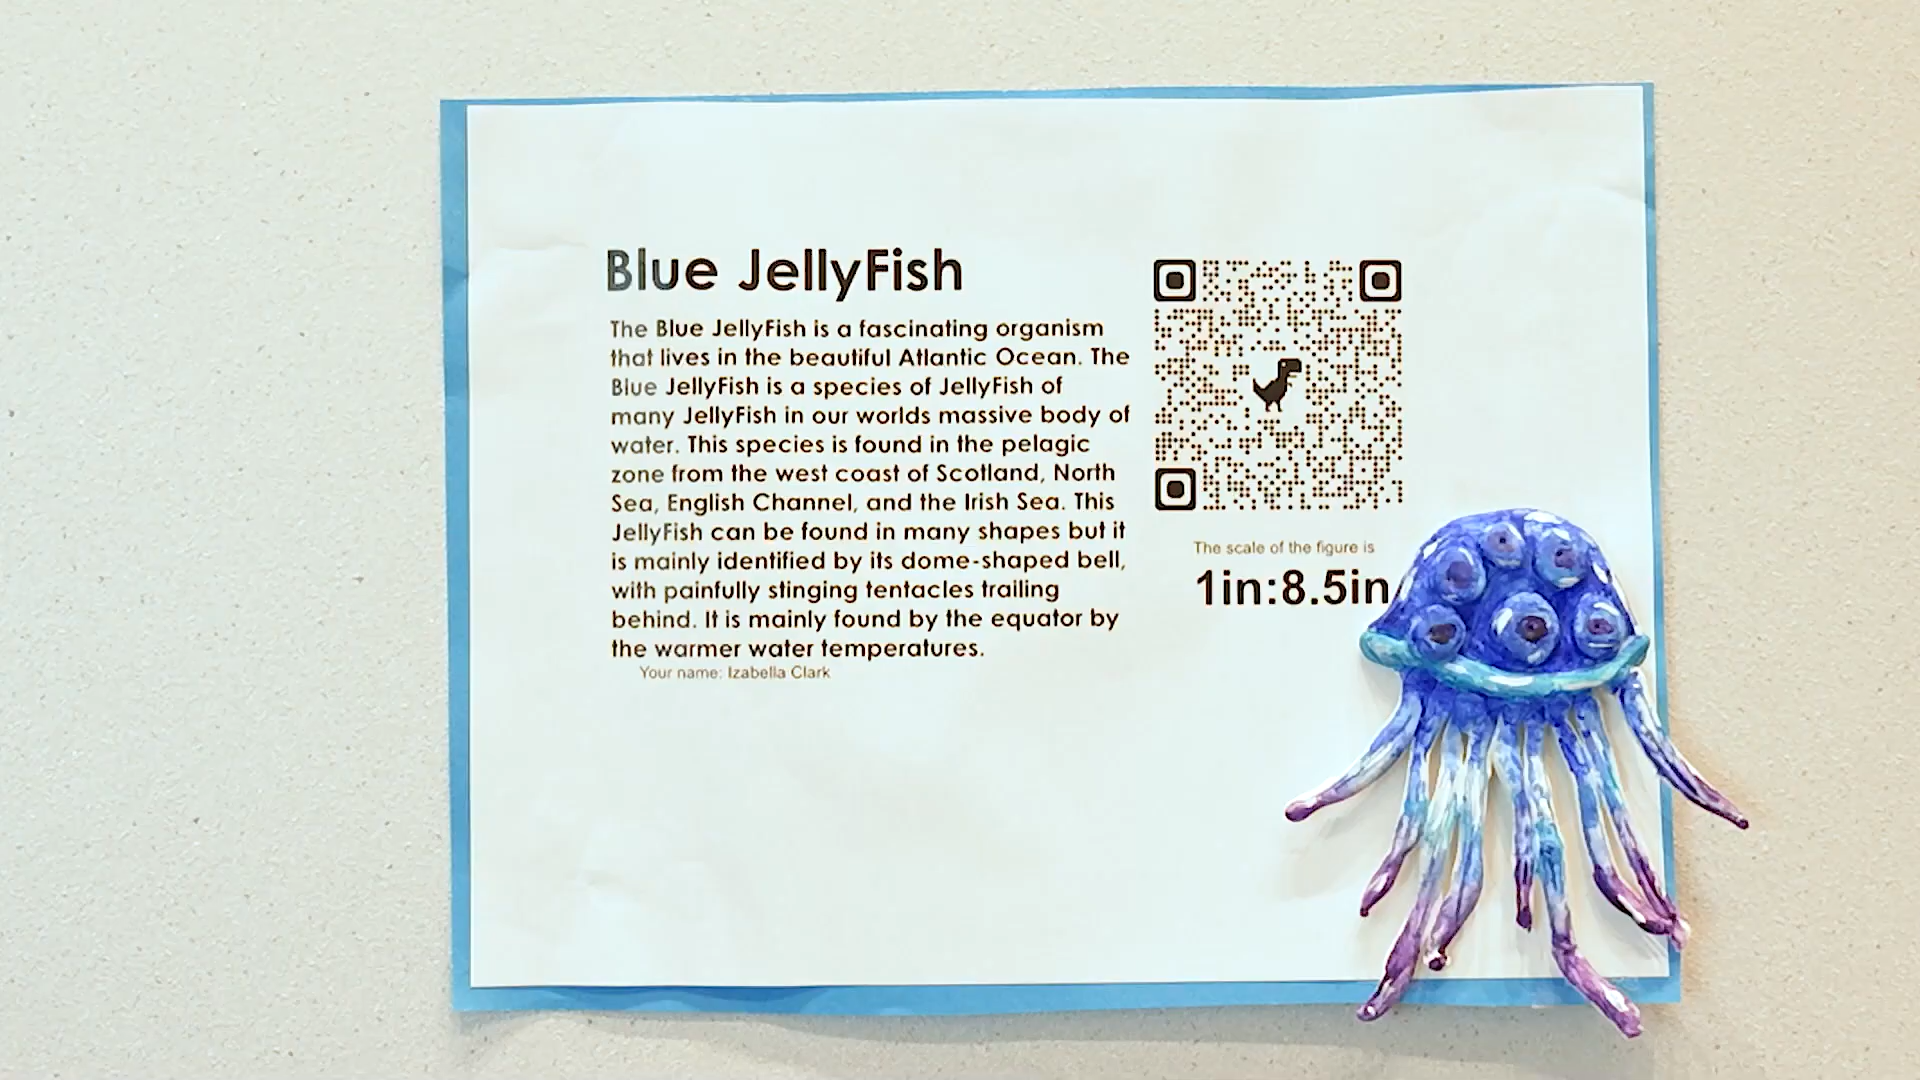 Blue JellyFish
The Blue JellyFish is a fascinating organism
that lives in the beautiful Atlantic Ocean. The
Blue JellyFish is a species of JellyFish of
many JellyFish in our worlds massive body of
water. This species is found in the pelagic
zone from the west coast of Scotland, North
Sea, English Channel, and the Irish Sea. This
JellyFish can be found in many shapes but it
is mainly identified by its dome-shaped bell,
with painfully stinging tentacles trailing
behind. It is mainly found by the equator by
the warmer water temperatures.
Your name: Izabella Clark
The scale of the figure is
1in:8.5in